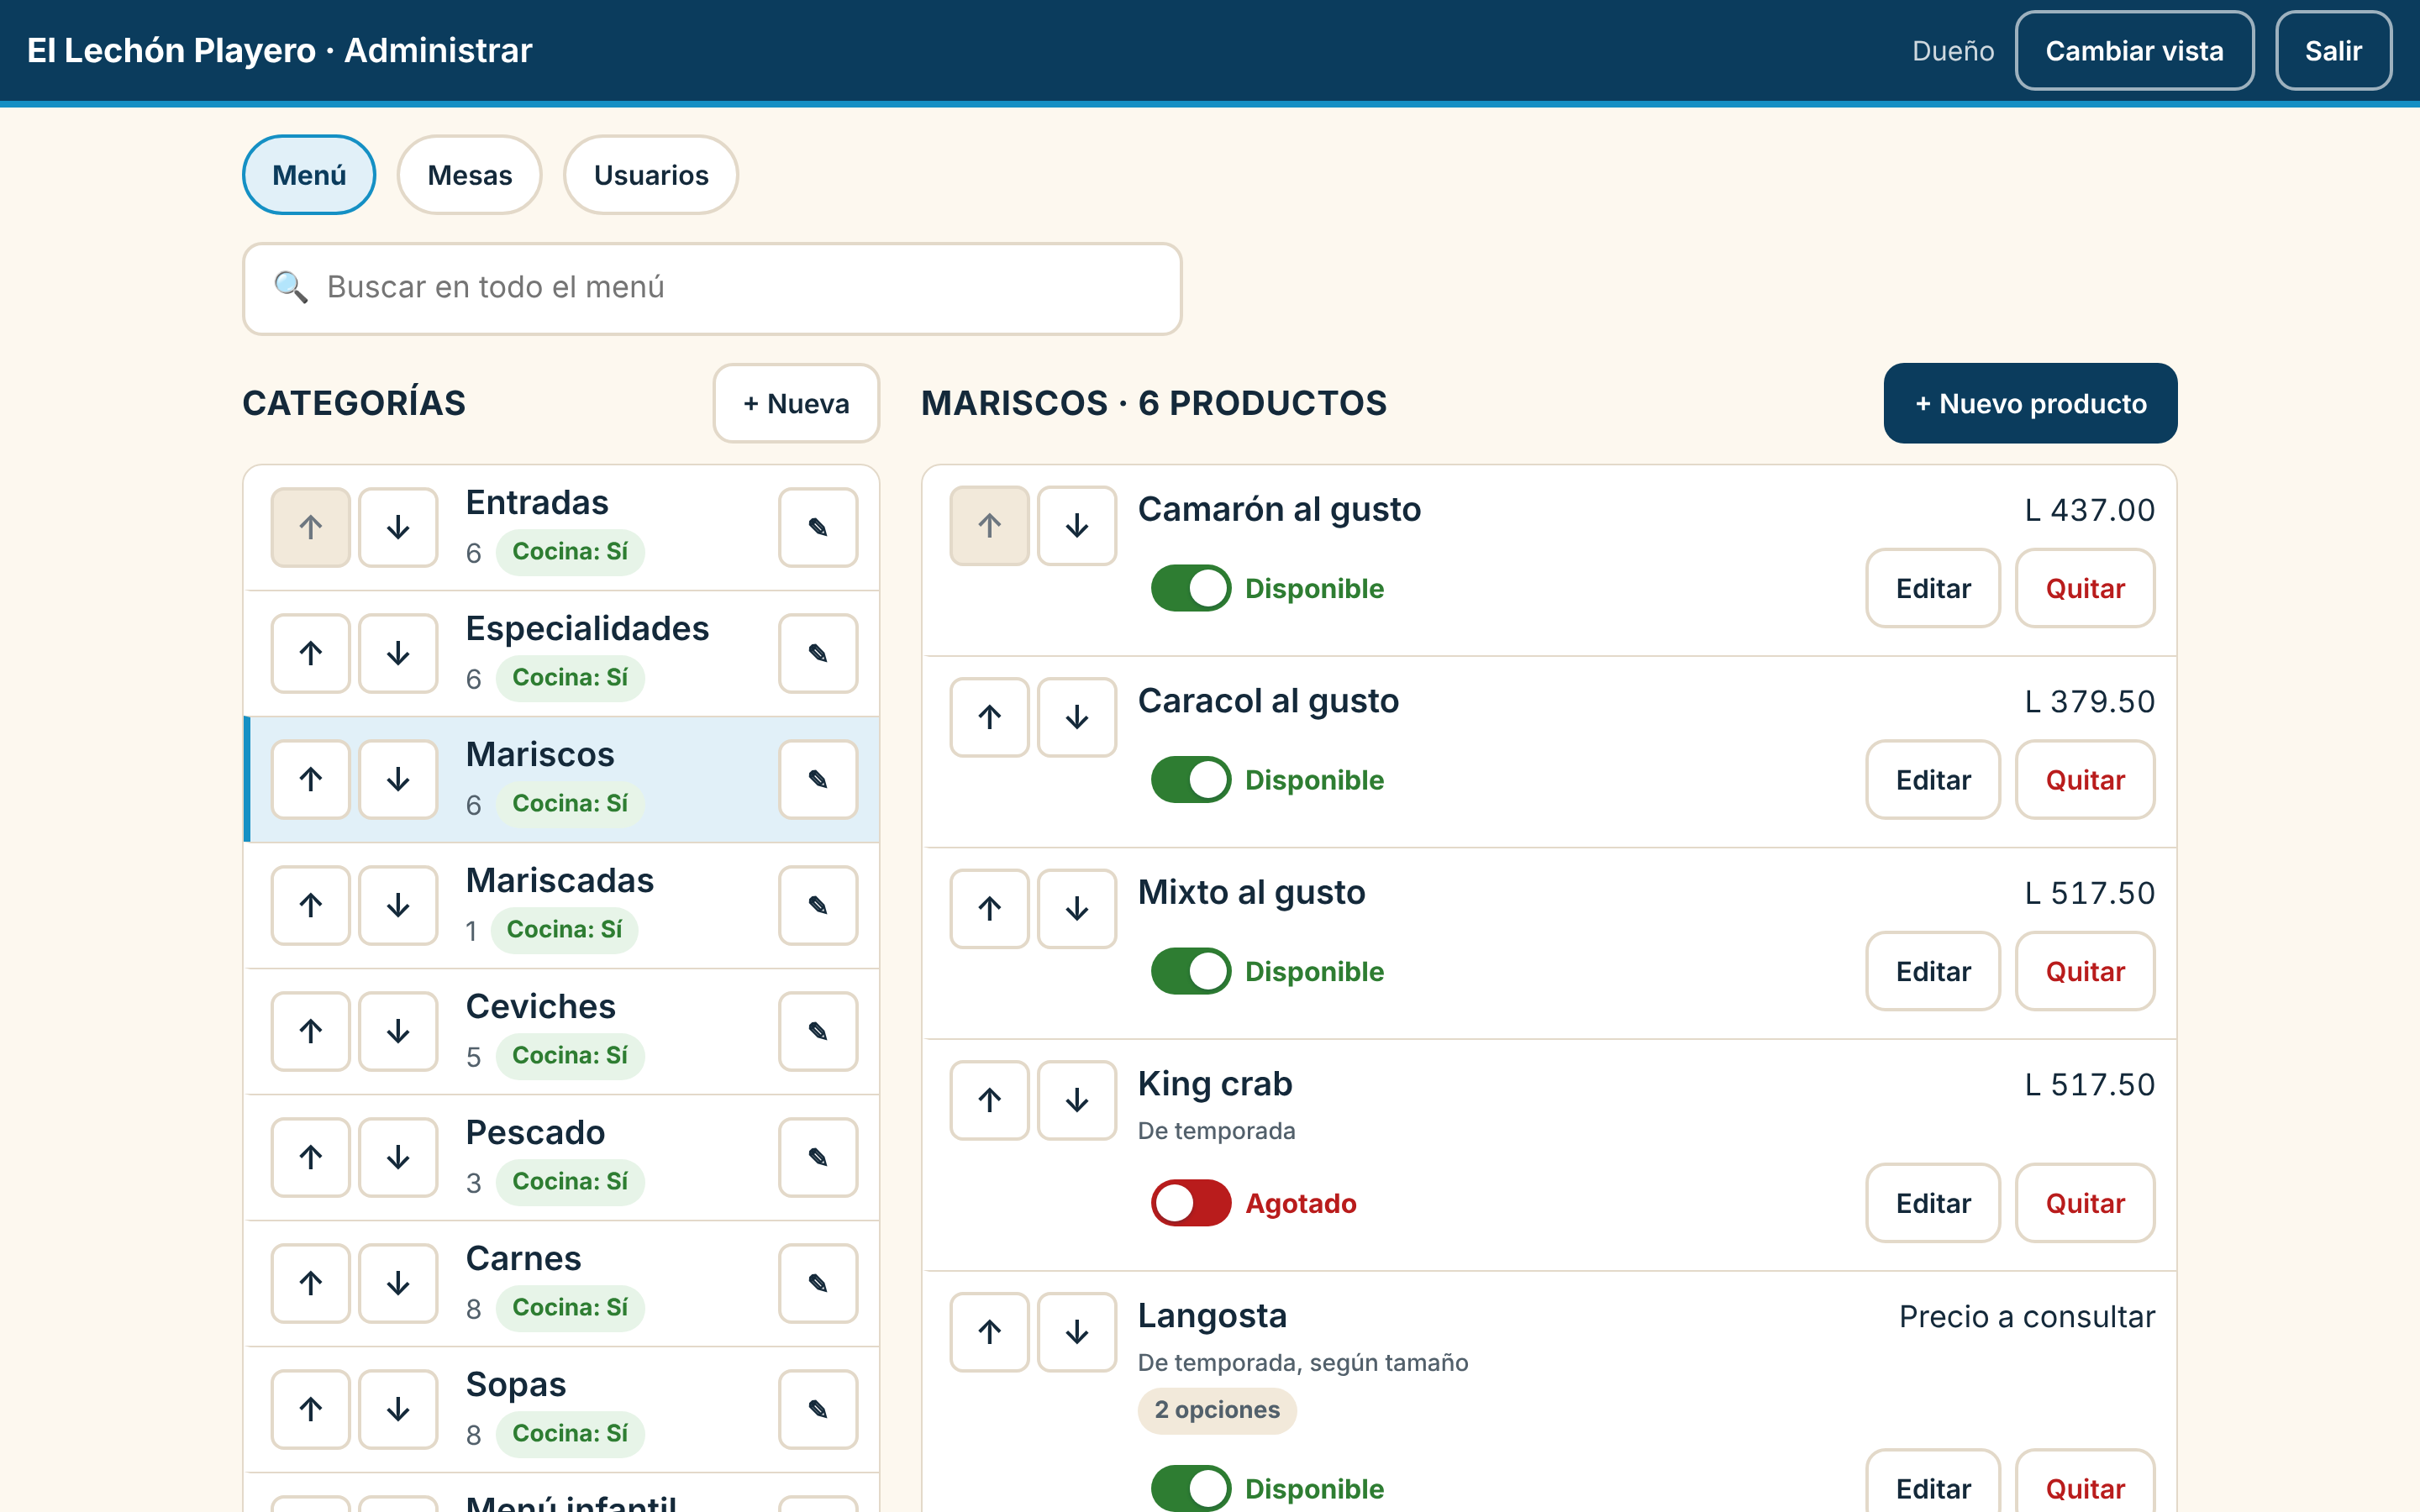 El Lechón Playero · Administrar
Dueño
Cambiar vista
Salir
Menú
Mesas
Usuarios
Buscar en todo el menú
CATEGORÍAS
+ Nueva
Entradas
6 Cocina: Sí
Especialidades
6 Cocina: Sí
Mariscos
6 Cocina: Sí
Mariscadas
1 Cocina: Sí
Ceviches
5 Cocina: Sí
Pescado
3 Cocina: Sí
Carnes
8 Cocina: Sí
Sopas
8 Cocina: Sí
Menú infantil
MARISCOS · 6 PRODUCTOS
+ Nuevo producto
Camarón al gusto
L 437.00
Disponible
Editar
Quitar
Caracol al gusto
L 379.50
Disponible
Editar
Quitar
Mixto al gusto
L 517.50
Disponible
Editar
Quitar
King crab
L 517.50
De temporada
Agotado
Editar
Quitar
Langosta
Precio a consultar
De temporada, según tamaño
2 opciones
Disponible
Editar
Quitar